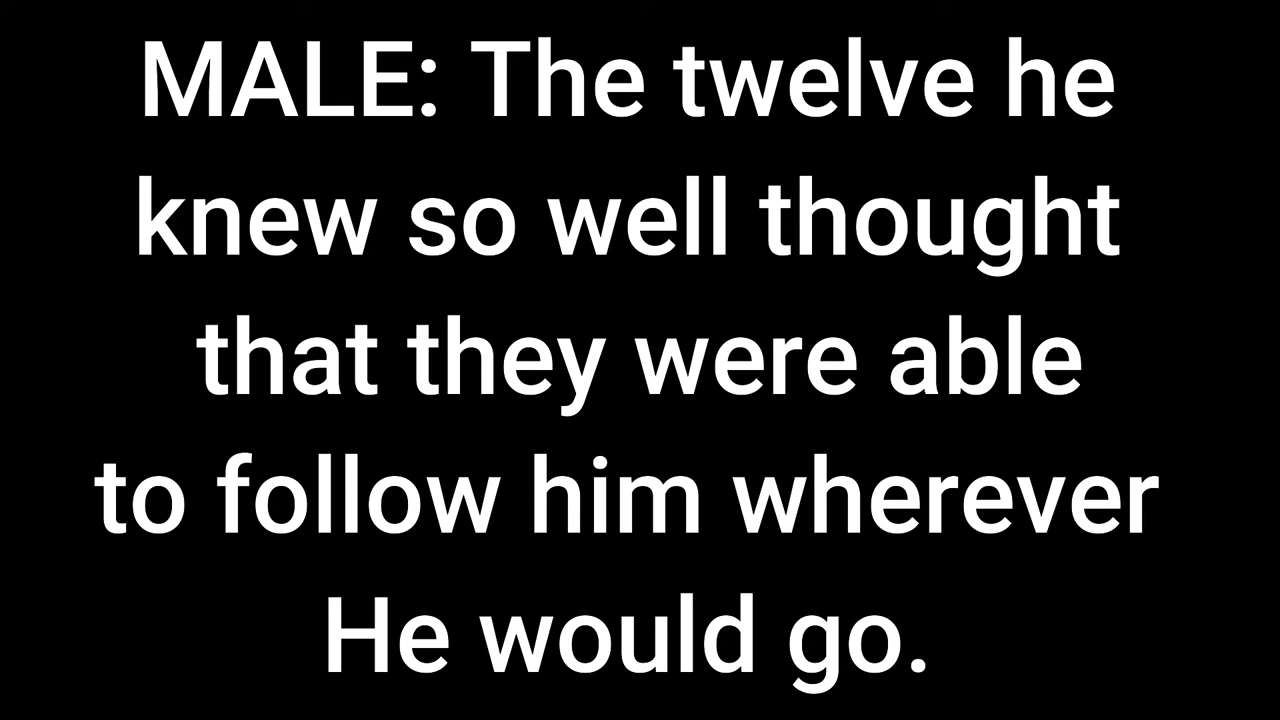 MALE: The twelve he
knew so well thought
that they were able
to follow him wherever
He would go.